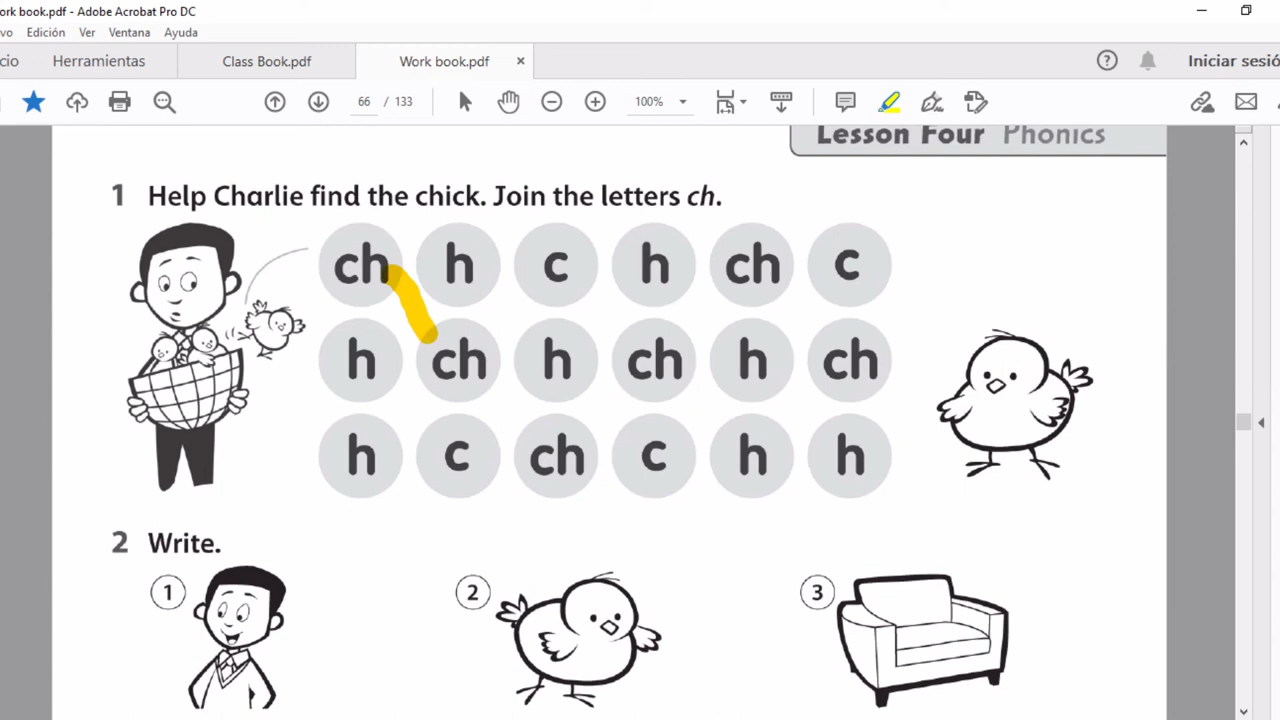 ork book.pdf - Adobe Acrobat Pro DC
vo Edición Ver Ventana Ayuda
cio Herramientas Class Book.pdf Work book.pdf ×
66 / 133 100% Iniciar sesió
Lesson Four Phonics
1 Help Charlie find the chick. Join the letters ch.
ch h c h ch c
h ch h ch h ch
h c ch c h h
2 Write.
1 2 3